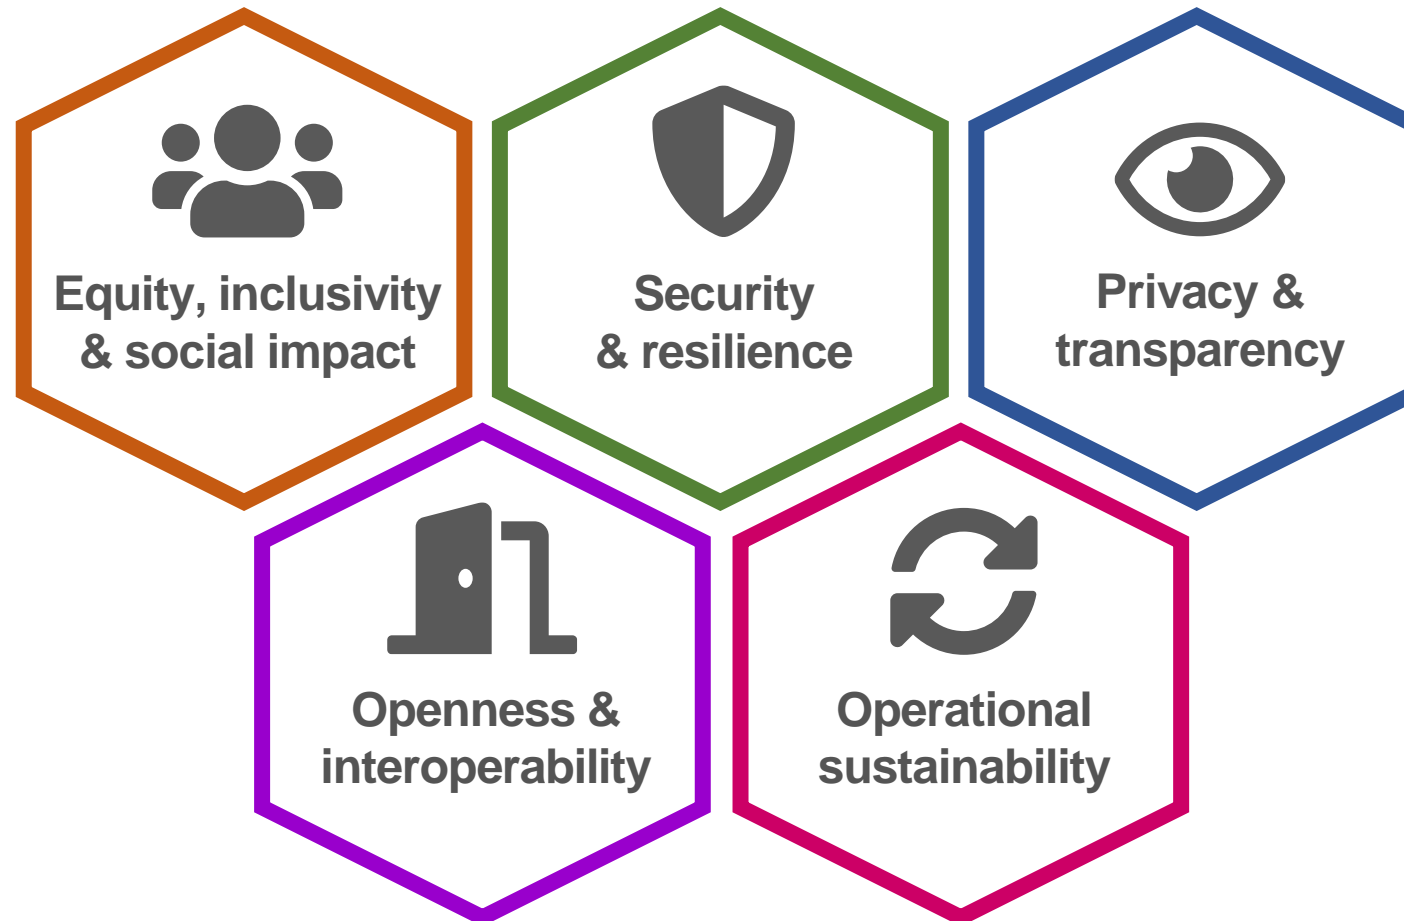 Equity, inclusivity
& social impact
Security
& resilience
Privacy &
transparency
Openness &
interoperability
Operational
sustainability